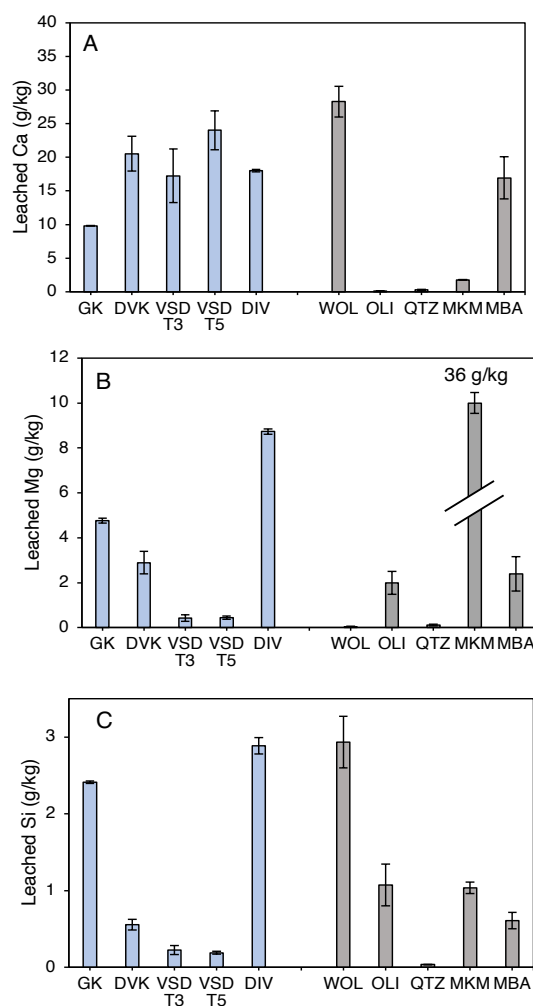 A
Leached Ca (g/kg)
40
35
30
25
20
15
10
5
0
GK DVK VSD VSD DIV WOL OLI QTZ MKM MBA
T3 T5
B
36 g/kg
Leached Mg (g/kg)
12
10
8
6
4
2
0
GK DVK VSD VSD DIV WOL OLI QTZ MKM MBA
T3 T5
C
Leached Si (g/kg)
3
2
1
0
GK DVK VSD VSD DIV WOL OLI QTZ MKM MBA
T3 T5